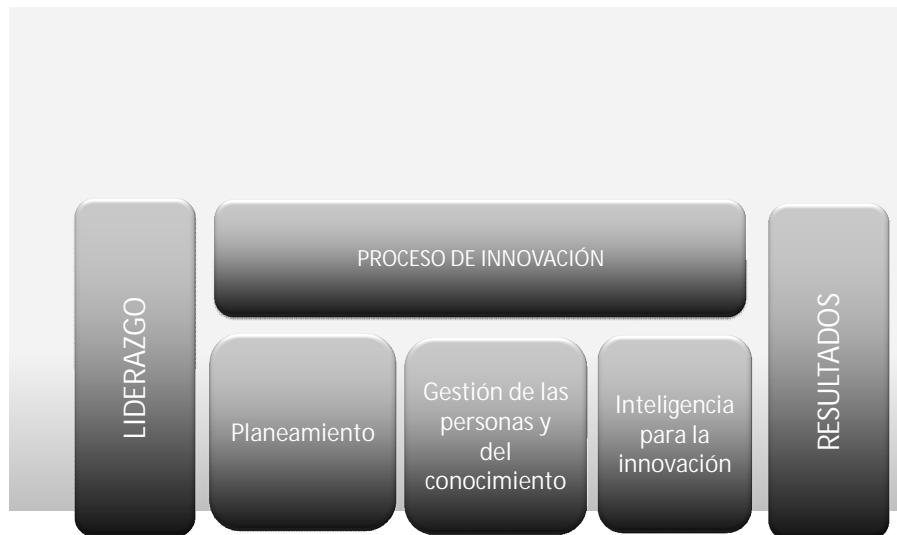 LIDERAZGO
PROCESO DE INNOVACIÓN
Planeamiento
Gestión de las
personas y
del
conocimiento
Inteligencia
para la
innovación
RESULTADOS